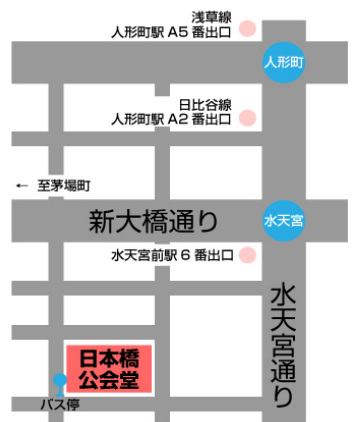 浅草線
人形町駅 A5 番出口
人形町
日比谷線
人形町駅 A2 番出口
← 至茅場町
新大橋通り
水天宮
水天宮前駅 6 番出口
水天宮通り
日本橋
公会堂
バス停